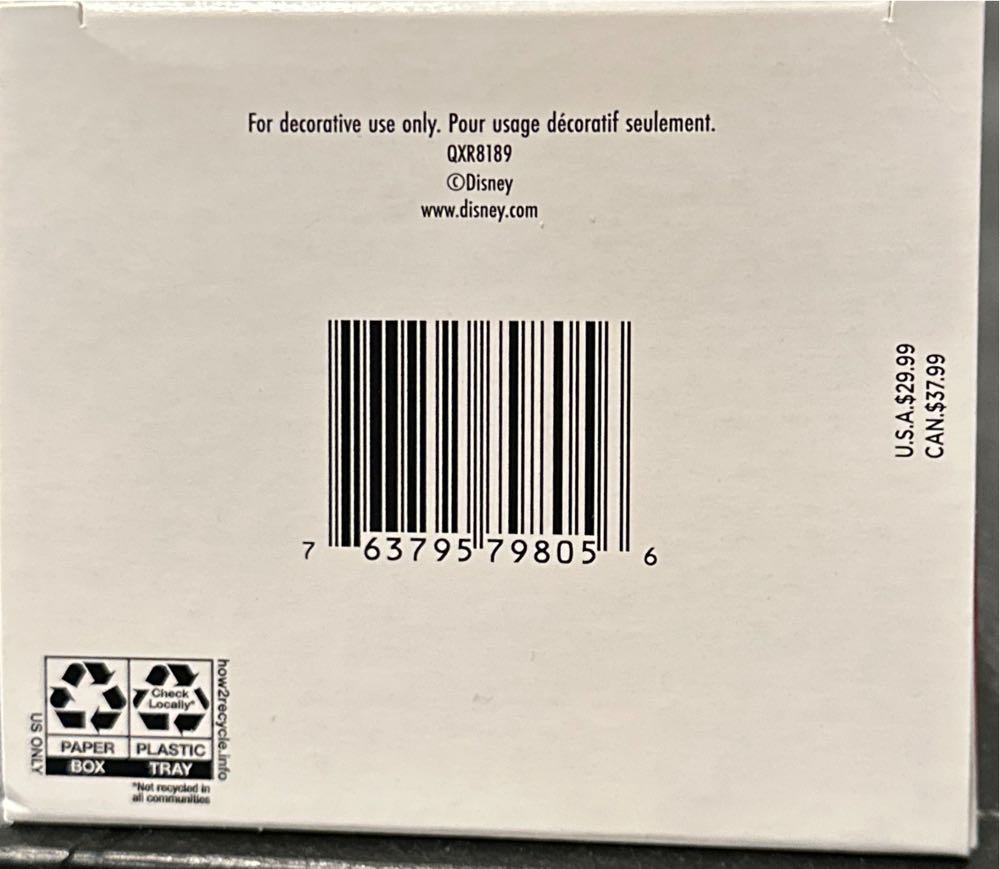 For decorative use only. Pour usage décoratif seulement.
QXR8189
©Disney
www.disney.com
U.S.A.$29.99
CAN.$37.99
7 63795 79805 6
Check
Locally*
PAPER
PLASTIC
BOX
TRAY
*Not recycled in
all communities
US ONLY
how2recycle.info